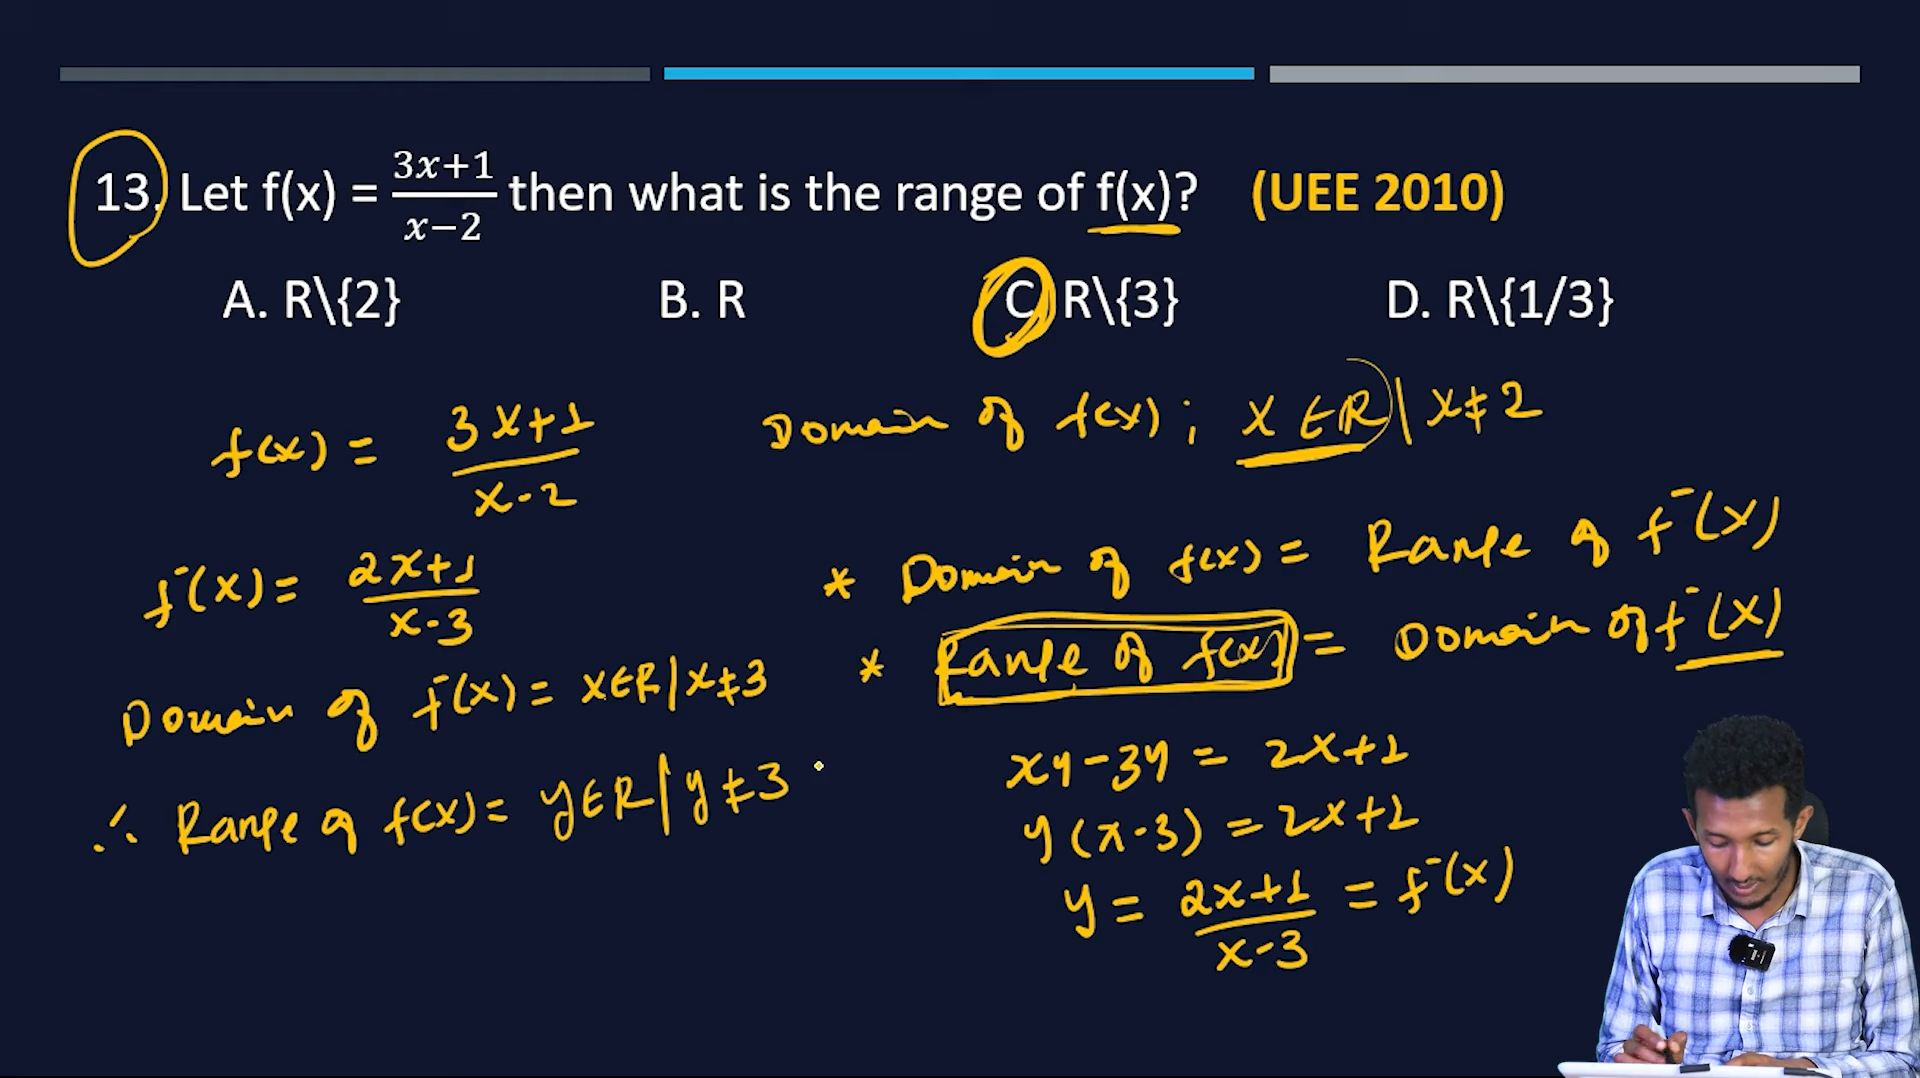 13. Let f(x) = (3x+1)/(x−2) then what is the range of f(x)? (UEE 2010)
A. R\{2} B. R C. R\{3} D. R\{1/3}
f(x) = (3x+1)/(x-2)
Domain of f(x); x ∈ R | x ≠ 2
f⁻(x) = (2x+1)/(x-3)
* Domain of f(x) = Range of f⁻(x)
* Range of f(x) = Domain of f⁻(x)
Domain of f⁻(x) = x∈R | x≠3
∴ Range of f(x) = y∈R | y≠3
xy-3y = 2x+1
y(x-3) = 2x+1
y = (2x+1)/(x-3) = f⁻(x)